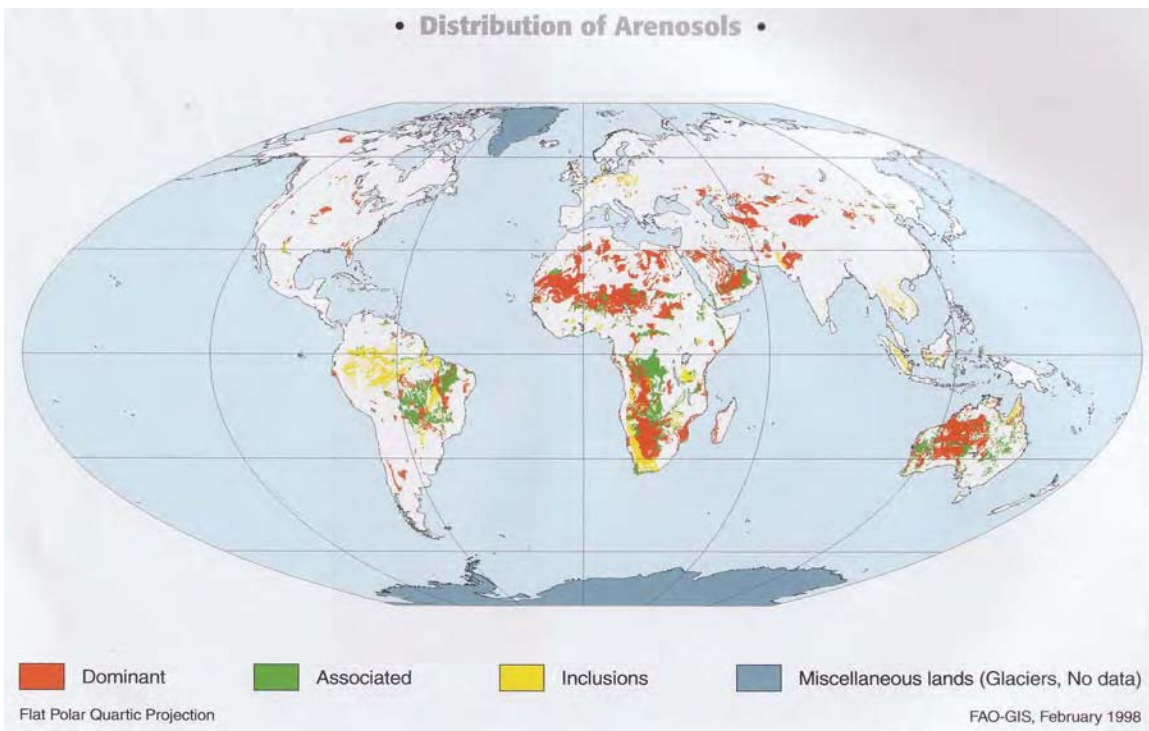 • Distribution of Arenosols •
Dominant
Associated
Inclusions
Miscellaneous lands (Glaciers, No data)
Flat Polar Quartic Projection
FAO-GIS, February 1998